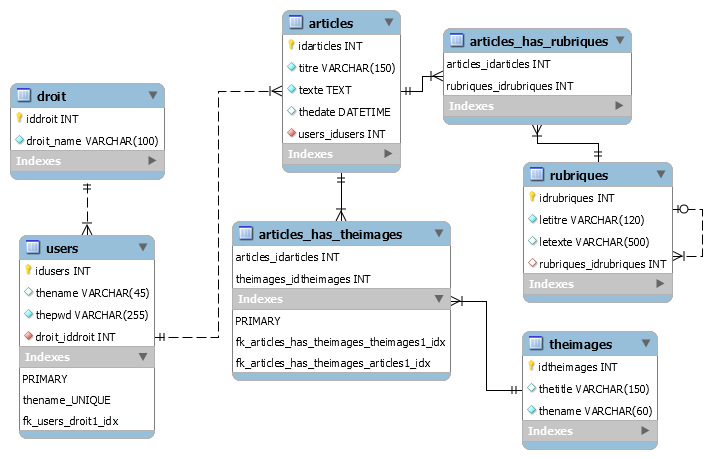 articles
idarticles INT
titre VARCHAR(150)
texte TEXT
thedate DATETIME
users_idusers INT
Indexes
articles_has_rubriques
articles_idarticles INT
rubriques_idrubriques INT
Indexes
droit
iddroit INT
droit_name VARCHAR(100)
Indexes
rubriques
idrubriques INT
letitre VARCHAR(120)
letexte VARCHAR(500)
rubriques_idrubriques INT
Indexes
users
idusers INT
thename VARCHAR(45)
thepwd VARCHAR(255)
droit_iddroit INT
Indexes
PRIMARY
thename_UNIQUE
fk_users_droit1_idx
articles_has_theimages
articles_idarticles INT
theimages_idtheimages INT
Indexes
PRIMARY
fk_articles_has_theimages_theimages1_idx
fk_articles_has_theimages_articles1_idx
theimages
idtheimages INT
thetitle VARCHAR(150)
thename VARCHAR(60)
Indexes